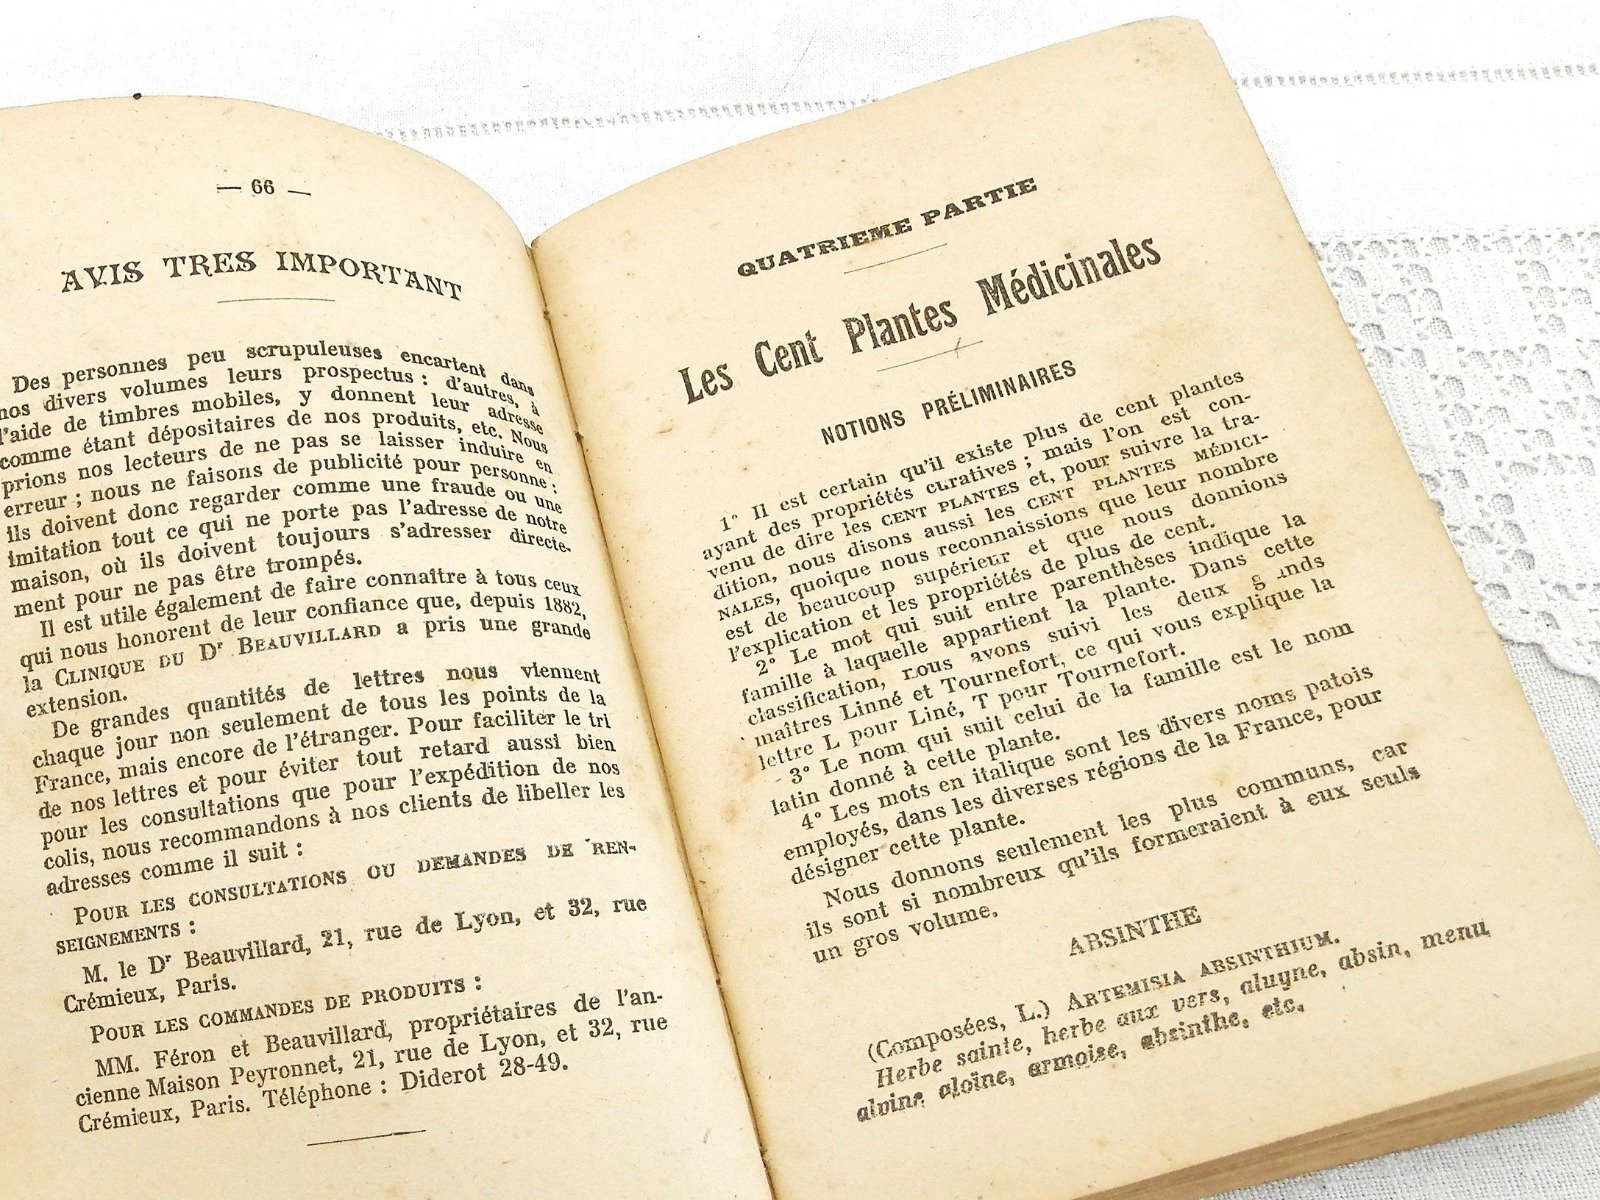 — 66 —
AVIS TRES IMPORTANT
Des personnes peu scrupuleuses encartent dans
nos divers volumes leurs prospectus : d'autres, à
l'aide de timbres mobiles, y donnent leur adresse
comme étant dépositaires de nos produits, etc. Nous
prions nos lecteurs de ne pas se laisser induire en
erreur ; nous ne faisons de publicité pour personne :
ils doivent donc regarder comme une fraude ou une
imitation tout ce qui ne porte pas l'adresse de notre
maison, où ils doivent toujours s'adresser directe-
ment pour ne pas être trompés.
Il est utile également de faire connaître à tous ceux
qui nous honorent de leur confiance que, depuis 1882,
la CLINIQUE DU Dr BEAUVILLARD a pris une grande
extension.
De grandes quantités de lettres nous viennent
chaque jour non seulement de tous les points de la
France, mais encore de l'étranger. Pour faciliter le tri
de nos lettres et pour éviter tout retard aussi bien
pour les consultations que pour l'expédition de nos
colis, nous recommandons à nos clients de libeller les
adresses comme il suit :
POUR LES CONSULTATIONS OU DEMANDES DE REN-
SEIGNEMENTS :
M. le Dr Beauvillard, 21, rue de Lyon, et 32, rue
Crémieux, Paris.
POUR LES COMMANDES DE PRODUITS :
MM. Féron et Beauvillard, propriétaires de l'an-
cienne Maison Peyronnet, 21, rue de Lyon, et 32, rue
Crémieux, Paris. Téléphone : Diderot 28-49.
QUATRIEME PARTIE
Les Cent Plantes Médicinales
NOTIONS PRÉLIMINAIRES
1° Il est certain qu'il existe plus de cent plantes
ayant des propriétés curatives ; mais l'on est con-
venu de dire les CENT PLANTES et, pour suivre la tra-
dition, nous disons aussi les CENT PLANTES MÉDICI-
NALES, quoique nous reconnaissions que leur nombre
est de beaucoup supérieur et que nous donnions
l'explication et les propriétés de plus de cent.
2° Le mot qui suit entre parenthèses indique la
famille à laquelle appartient la plante. Dans cette
classification, nous avons suivi les deux g ands
maîtres Linné et Tournefort, ce qui vous explique la
lettre L pour Liné, T pour Tournefort.
3° Le nom qui suit celui de la famille est le nom
latin donné à cette plante.
4° Les mots en italique sont les divers noms patois
employés, dans les diverses régions de la France, pour
désigner cette plante.
Nous donnons seulement les plus communs, car
ils sont si nombreux qu'ils formeraient à eux seuls
un gros volume.
ABSINTHE
(Composées, L.) ARTEMISIA ABSINTHIUM.
Herbe sainte, herbe aux vers, aluyne, absin, menu
alvine aloïne, armoise, absinthe, etc.